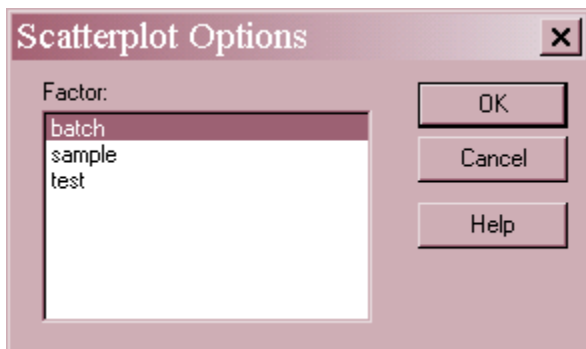 Scatterplot Options
Factor:
batch
sample
test
OK
Cancel
Help